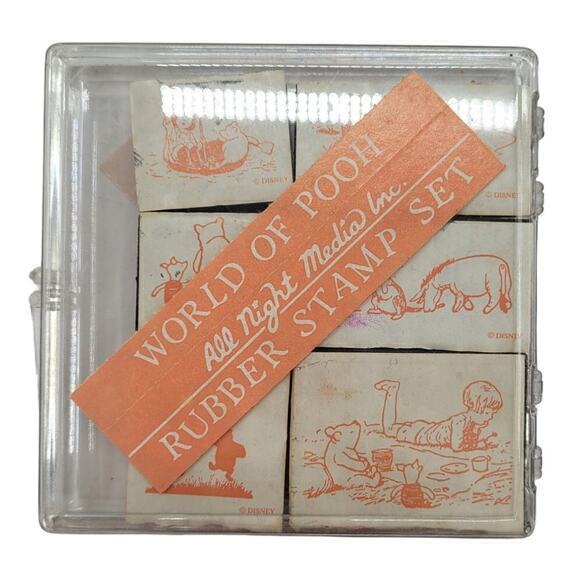 WORLD OF POOH
All Night Media Inc.
RUBBER STAMP SET
© DISNEY
© DISNEY
© DISNEY
© DISNEY